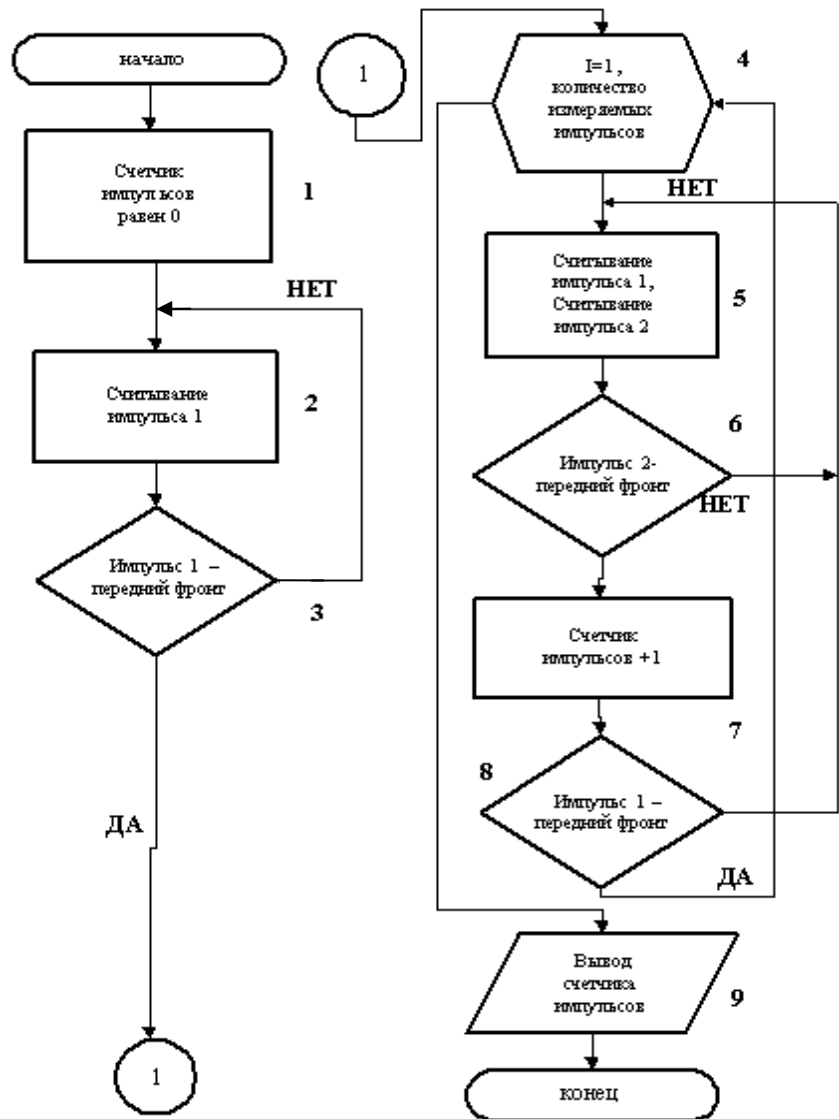 начало
Счетчик
импульсов
равен 0
1
НЕТ
Считывание
импульса 1
2
Импульс 1 –
передний фронт
3
ДА
1
1
I=1,
количество
измеряемых
импульсов
4
НЕТ
Считывание
импульса 1,
Считывание
импульса 2
5
Импульс 2-
передний фронт
6
НЕТ
Счетчик
импульсов +1
7
8
Импульс 1 –
передний фронт
ДА
Вывод
счетчика
импульсов
9
конец